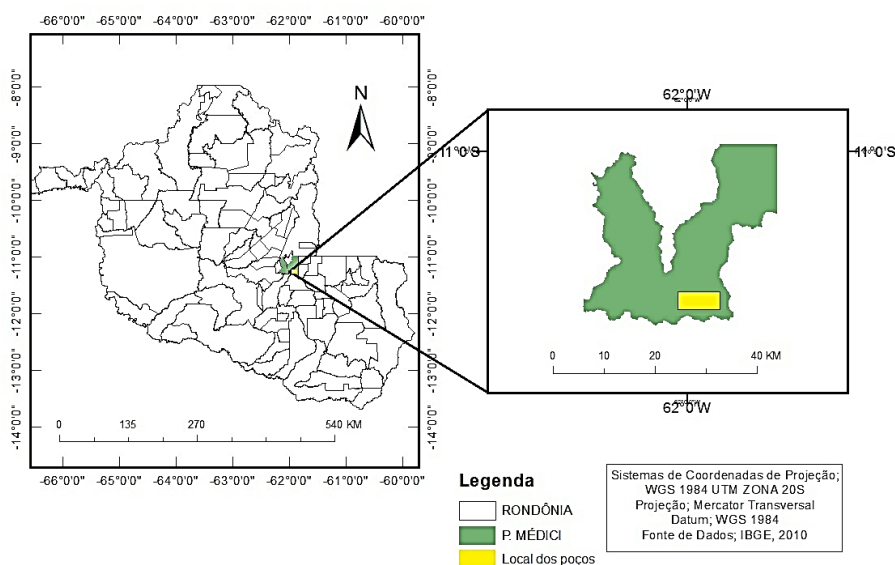 -66°0'0" -65°0'0" -64°0'0" -63°0'0" -62°0'0" -61°0'0" -60°0'0"
-8°0'0"
-9°0'0"
-10°0'0"
-11°0'0"
-12°0'0"
-13°0'0"
-14°0'0"
N
-8°0'0"
-9°0'0"
-10°0'0"
-11°0'0"
-12°0'0"
-13°0'0"
-14°0'0"
0 135 270 540 KM
-66°0'0" -65°0'0" -64°0'0" -63°0'0" -62°0'0" -61°0'0" -60°0'0"
62°0'W
11°0'S
11°0'S
0 10 20 40 KM
62°0'W
Legenda
RONDÔNIA
P. MÉDICI
Local dos poços
Sistemas de Coordenadas de Projeção;
WGS 1984 UTM ZONA 20S
Projeção; Mercator Transversal
Datum; WGS 1984
Fonte de Dados; IBGE, 2010